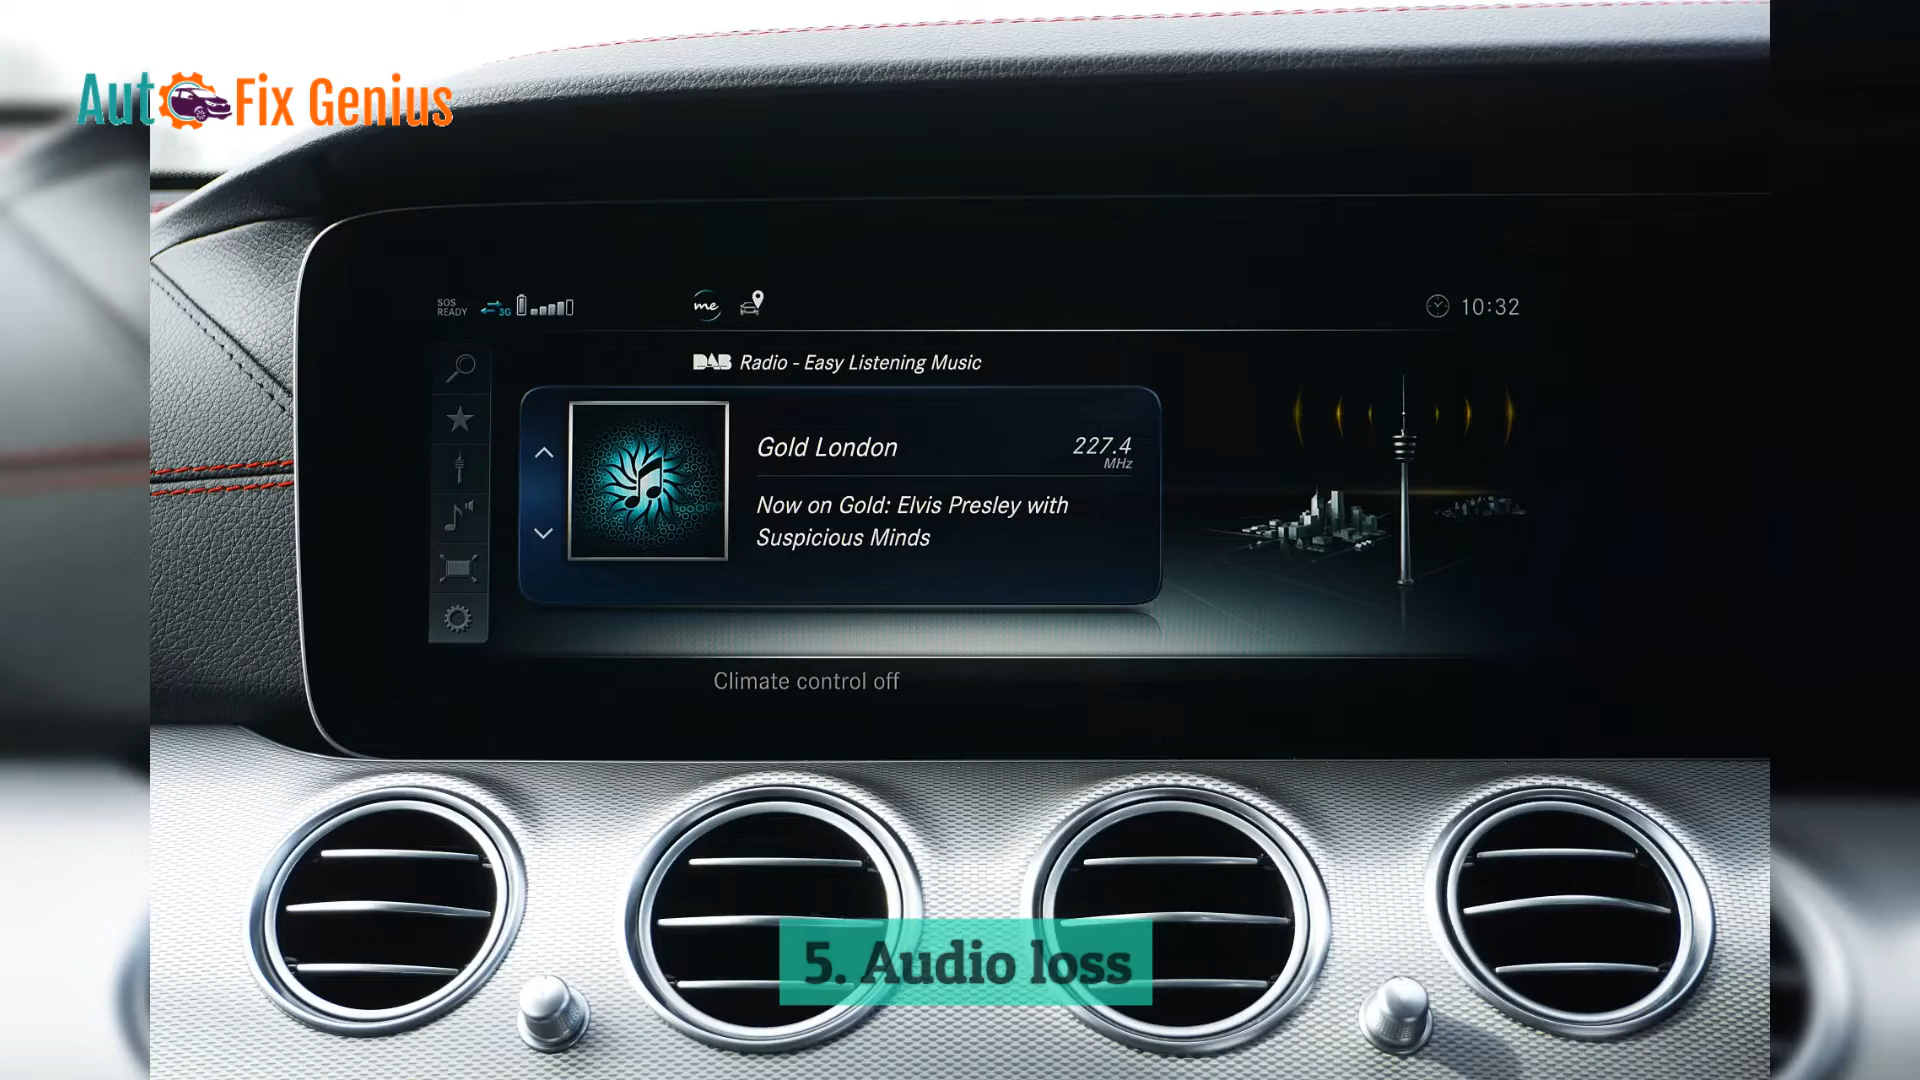 Aut Fix Genius
SOS
READY
3G
me
10:32
DAB Radio - Easy Listening Music
Gold London
227.4
MHz
Now on Gold: Elvis Presley with
Suspicious Minds
Climate control off
5. Audio loss